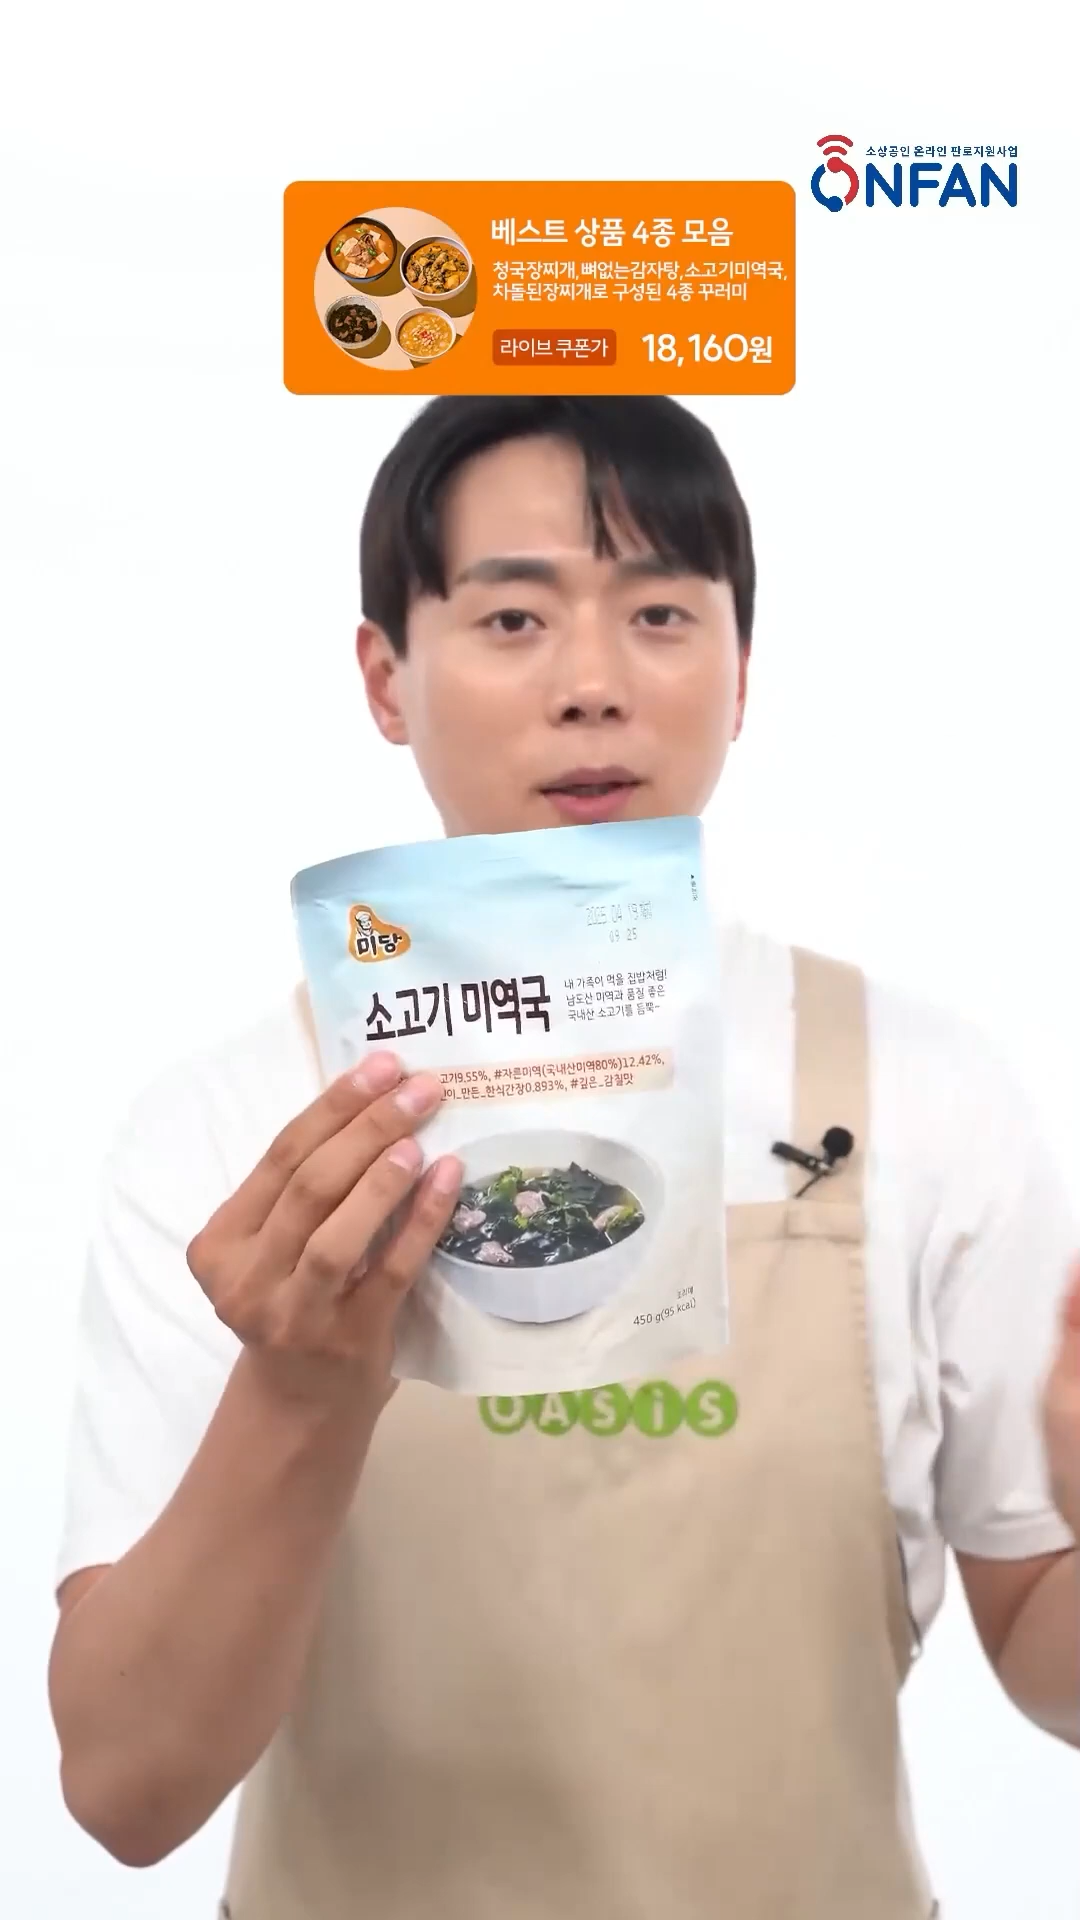 소상공인 온라인 판로지원사업
ONFAN
베스트 상품 4종 모음
청국장찌개,뼈없는감자탕,소고기미역국,
차돌된장찌개로 구성된 4종 꾸러미
라이브 쿠폰가
18,160원
미당
소고기 미역국
내 가족이 먹을 집밥처럼!
남도산 미역과 품질 좋은
국내산 소고기를 듬뿍~
고기9.55%, #자른미역(국내산미역80%)12.42%,
만든_한식간장0.893%, #깊은_감칠맛
450 g(95 kcal)
OASiS